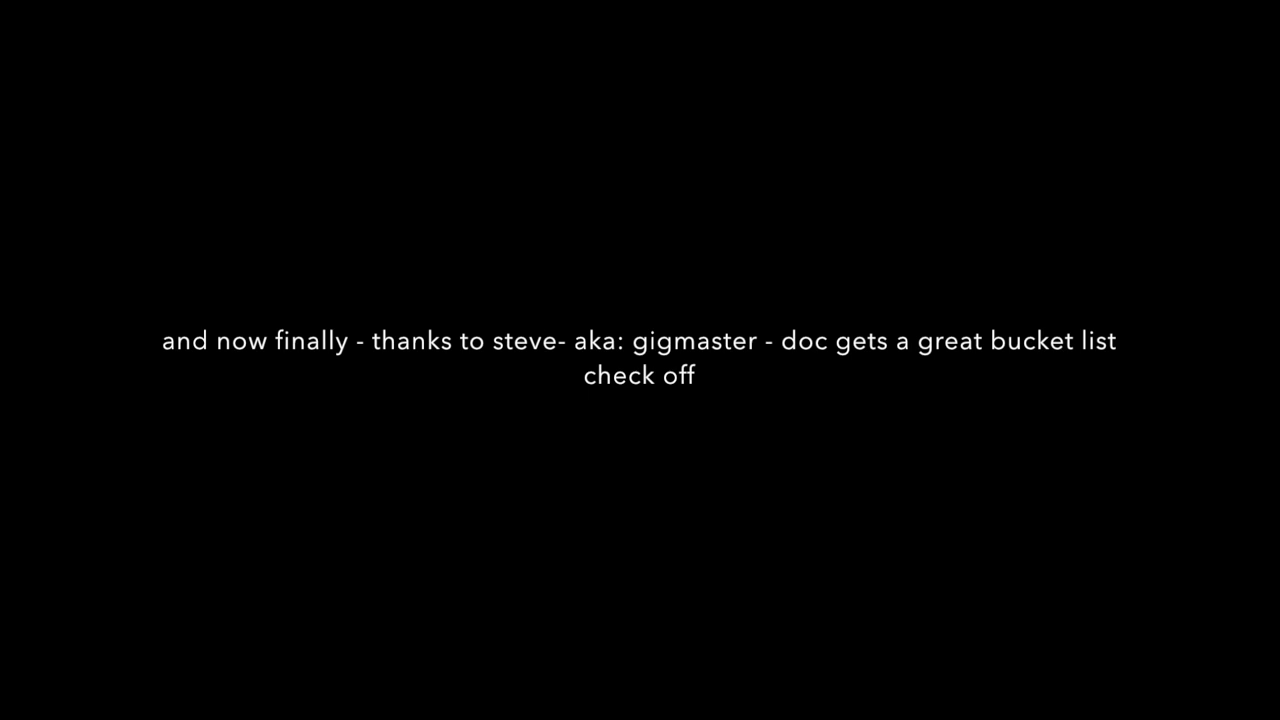 and now finally - thanks to steve- aka: gigmaster - doc gets a great bucket list
check off